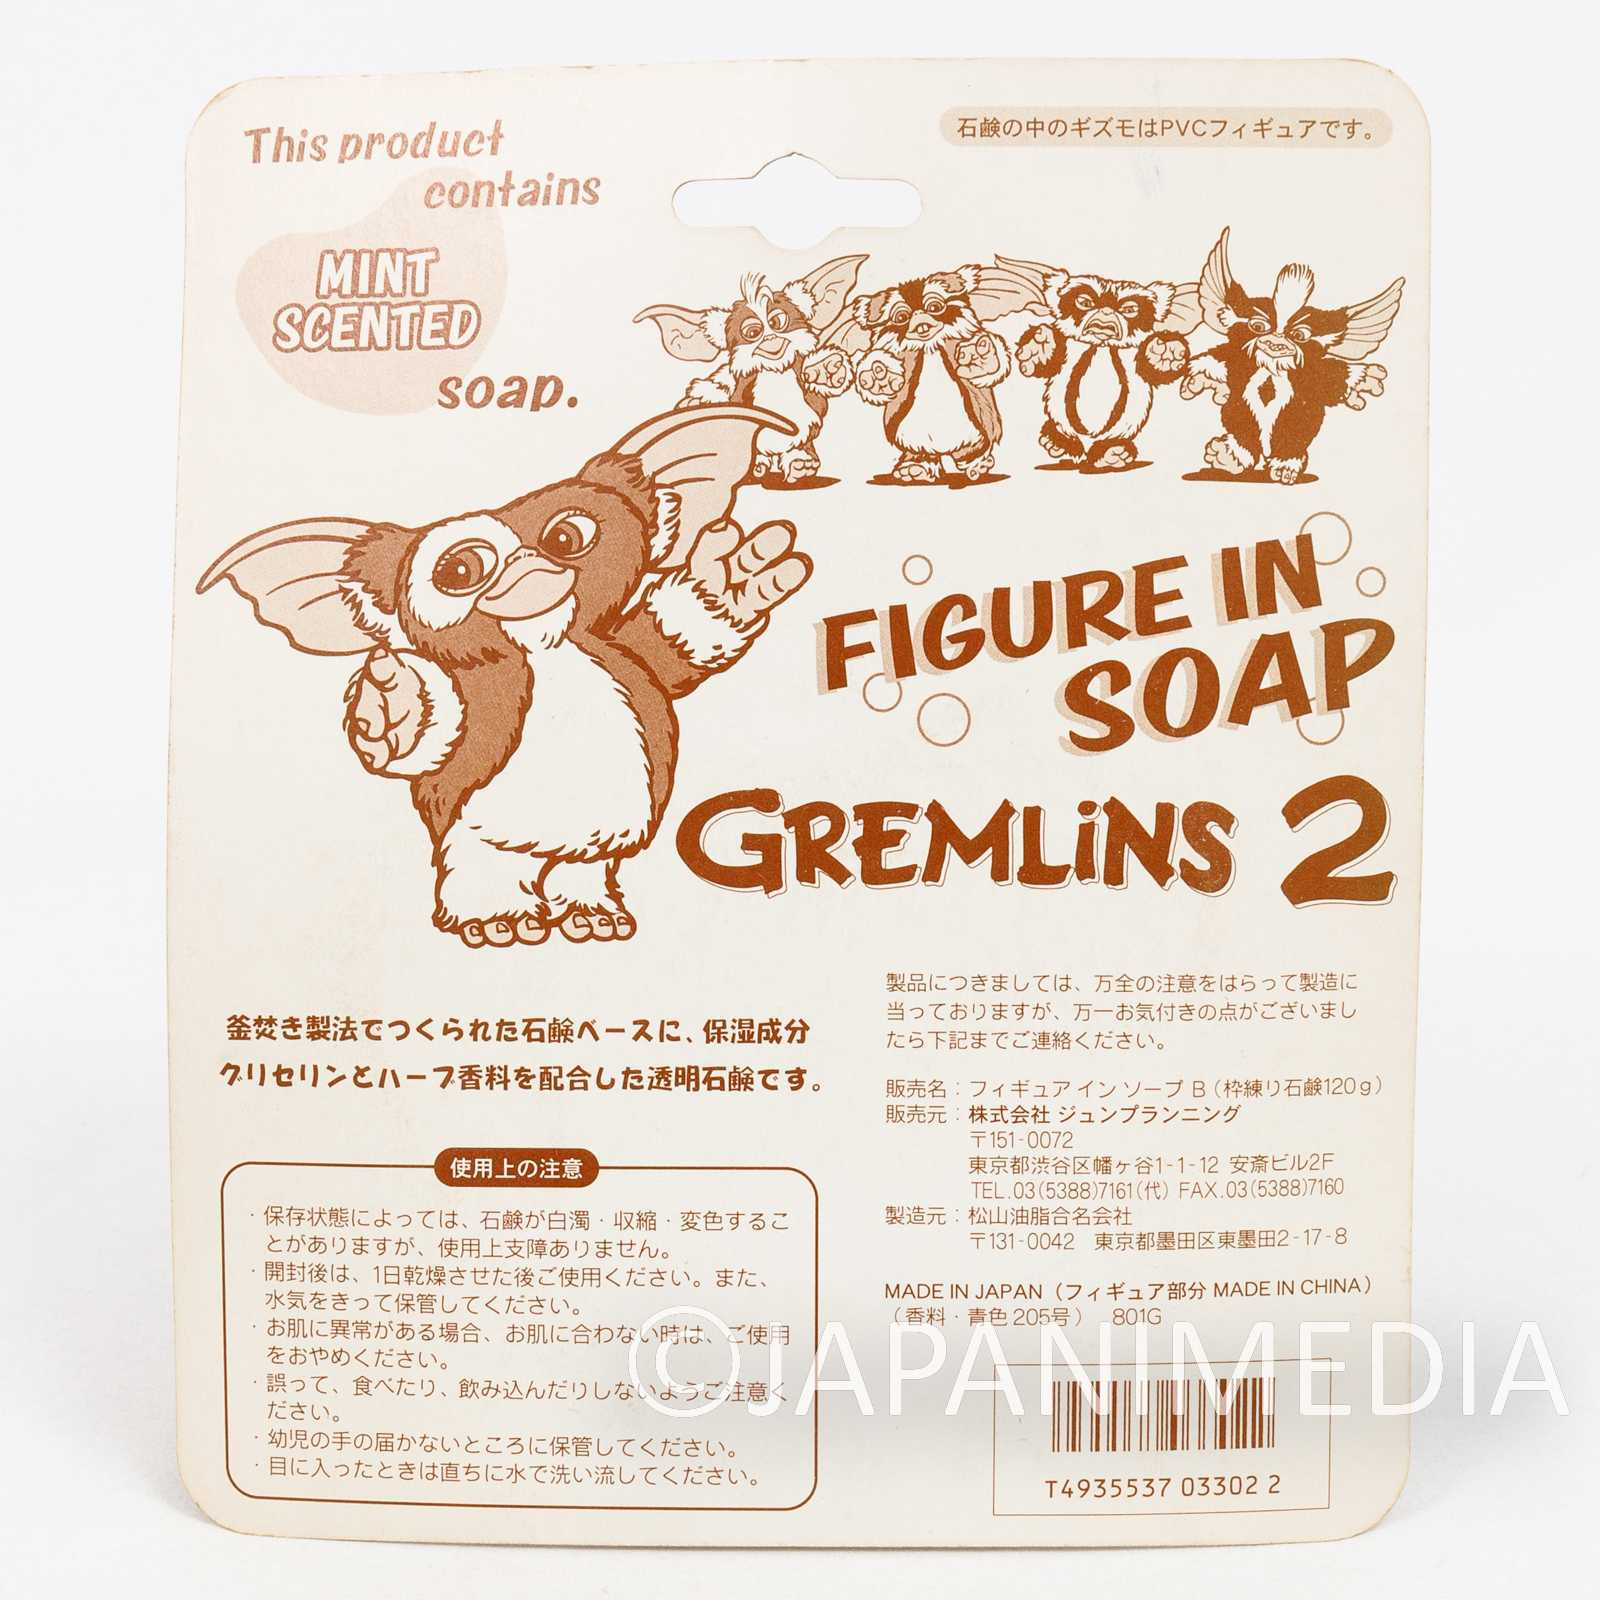 This product
contains
MINT
SCENTED
soap.
石鹸の中のギズモはPVCフィギュアです。
FIGURE IN
SOAP
GREMLiNS 2
釜焚き製法でつくられた石鹸ベースに、保湿成分
グリセリンとハーブ香料を配合した透明石鹸です。
使用上の注意
・保存状態によっては、石鹸が白濁・収縮・変色するこ
とがありますが、使用上支障ありません。
・開封後は、1日乾燥させた後ご使用ください。また、
水気をきって保管してください。
・お肌に異常がある場合、お肌に合わない時は、ご使用
をおやめください。
・誤って、食べたり、飲み込んだりしないようご注意く
ださい。
・幼児の手の届かないところに保管してください。
・目に入ったときは直ちに水で洗い流してください。
製品につきましては、万全の注意をはらって製造に
当っておりますが、万一お気付きの点がございまし
たら下記までご連絡ください。
販売名：フィギュア イン ソープ B（枠練り石鹸120g）
販売元：株式会社 ジュンプランニング
〒151-0072
東京都渋谷区幡ヶ谷1-1-12 安斎ビル2F
TEL.03(5388)7161(代) FAX.03(5388)7160
製造元：松山油脂合名会社
〒131-0042 東京都墨田区東墨田2-17-8
MADE IN JAPAN（フィギュア部分 MADE IN CHINA）
（香料・青色205号） 801G
©JAPANIMEDIA
T4935537 03302 2